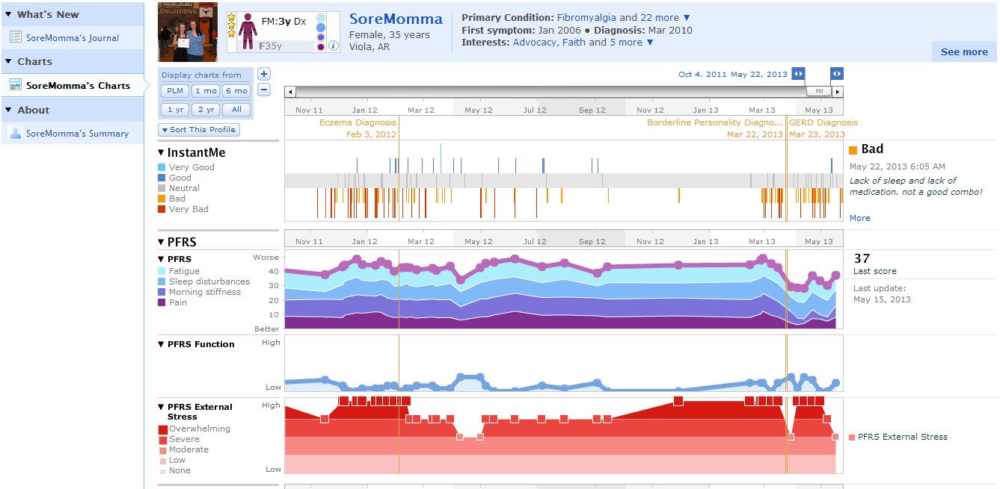 What's New
SoreMomma's Journal
Charts
SoreMomma's Charts
About
SoreMomma's Summary
LONGHORNS
FM:3y Dx
F35y
i
SoreMomma
Female, 35 years
Viola, AR
Primary Condition: Fibromyalgia and 22 more ▼
First symptom: Jan 2006 • Diagnosis: Mar 2010
Interests: Advocacy, Faith and 5 more ▼
See more
Display charts from
PLM 1 mo 6 mo
1 yr 2 yr All
+
−
▼ Sort This Profile
Oct 4, 2011 May 22, 2013
Nov 11 Jan 12 Mar 12 May 12 Jul 12 Sep 12 Nov 12 Jan 13 Mar 13 May 13
Eczema Diagnosis
Feb 3, 2012
Borderline Personality Diagno...
Mar 22, 2013
GERD Diagnosis
Mar 23, 2013
▼ InstantMe
Very Good
Good
Neutral
Bad
Very Bad
Bad
May 22, 2013 6:05 AM
Lack of sleep and lack of
medication. not a good combo!
More
▼ PFRS
Nov 11 Jan 12 Mar 12 May 12 Jul 12 Sep 12 Nov 12 Jan 13 Mar 13 May 13
▼ PFRS
Fatigue
Sleep disturbances
Morning stiffness
Pain
Worse
40
30
20
10
Better
37
Last score
Last update:
May 15, 2013
▼ PFRS Function
High
Low
▼ PFRS External
Stress
Overwhelming
Severe
Moderate
Low
None
High
Low
PFRS External Stress